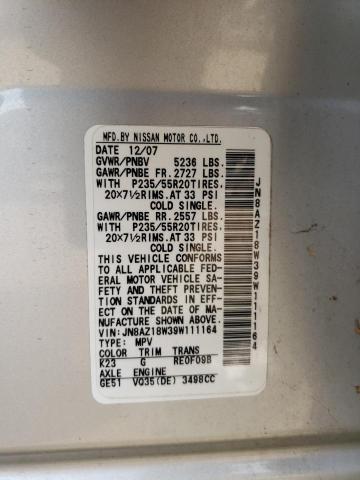 MFD.BY NISSAN MOTOR CO.,LTD.
DATE 12/07
GVWR/PNBV 5236 LBS.
GAWR/PNBE FR. 2727 LBS.
WITH P235/55R20TIRES,
20×7½RIMS.AT 33 PSI
COLD SINGLE.
GAWR/PNBE RR. 2557 LBS.
WITH P235/55R20TIRES,
20×7½RIMS.AT 33 PSI
COLD SINGLE.
THIS VEHICLE CONFORMS
TO ALL APPLICABLE FED-
ERAL MOTOR VEHICLE SA-
FETY AND THEFT PREVEN-
TION STANDARDS IN EFF-
ECT ON THE DATE OF MA-
NUFACTURE SHOWN ABOVE.
VIN:JN8AZ18W39W111164
TYPE: MPV
COLOR TRIM TRANS
K23 G RE0F09B
AXLE ENGINE
GE51 VQ35(DE) 3498CC
JN8AZ18W39W111164